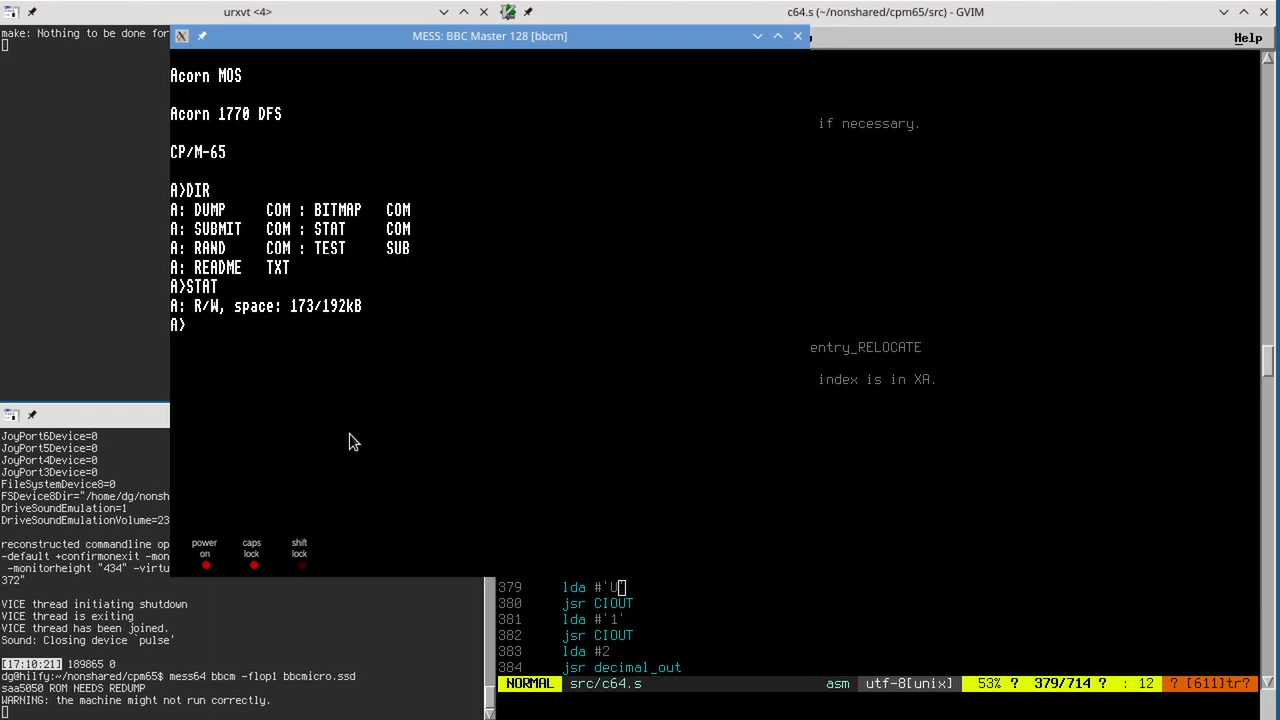 urxvt <4>
c64.s (~/nonshared/cpm65/src) - GVIM
make: Nothing to be done for
MESS: BBC Master 128 [bbcm]
Help
Acorn MOS
Acorn 1770 DFS
CP/M-65
A>DIR
A: DUMP     COM : BITMAP   COM
A: SUBMIT   COM : STAT     COM
A: RAND     COM : TEST     SUB
A: README   TXT
A>STAT
A: R/W, space: 173/192kB
A>
if necessary.
entry_RELOCATE
index is in XA.
JoyPort6Device=0
JoyPort5Device=0
JoyPort4Device=0
JoyPort3Device=0
FileSystemDevice8=0
FSDevice8Dir="/home/dg/nonsh
DriveSoundEmulation=1
DriveSoundEmulationVolume=23
reconstructed commandline op
-default +confirmonexit -mon
-monitorheight "434" -virtu
372"
VICE thread initiating shutdown
VICE thread is exiting
VICE thread has been joined.
Sound: Closing device `pulse'
[17:10:21] 189865 0
dg@hilfy:~/nonshared/cpm65$ mess64 bbcm -flop1 bbcmicro.ssd
saa5050 ROM NEEDS REDUMP
WARNING: the machine might not run correctly.
power on
caps lock
shift lock
379 lda #'U'
380 jsr CIOUT
381 lda #'1'
382 jsr CIOUT
383 lda #2
384 jsr decimal_out
NORMAL src/c64.s asm utf-8[unix] 53% ? 379/714 ? : 12 ? [611]tr?